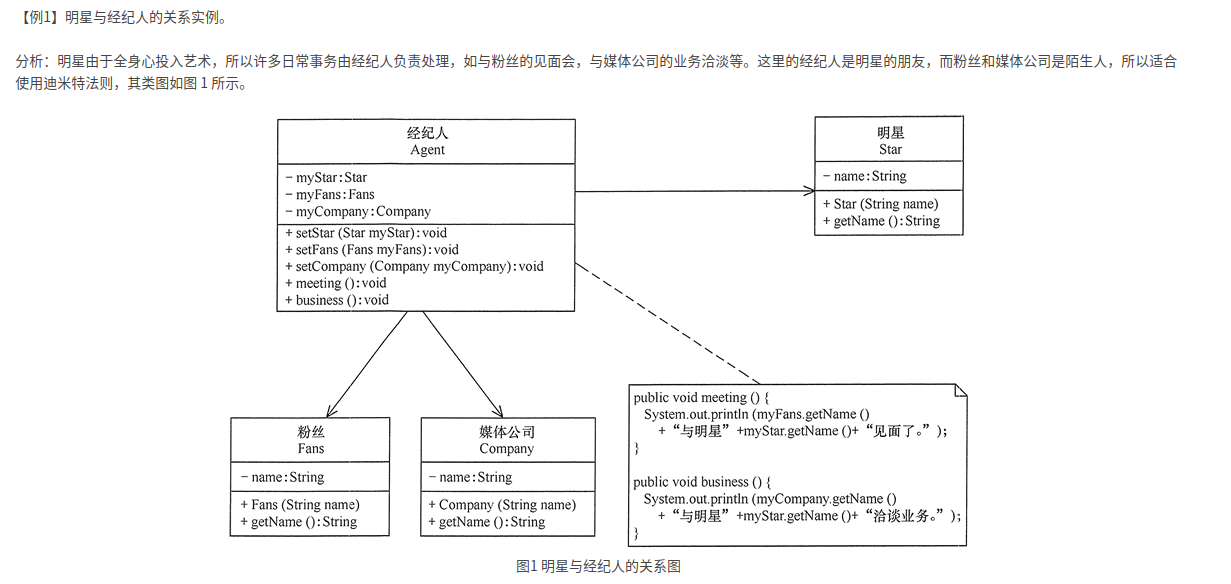 【例1】明星与经纪人的关系实例。
分析：明星由于全身心投入艺术，所以许多日常事务由经纪人负责处理，如与粉丝的见面会，与媒体公司的业务洽淡等。这里的经纪人是明星的朋友，而粉丝和媒体公司是陌生人，所以适合
使用迪米特法则，其类图如图 1 所示。
经纪人
Agent
- myStar:Star
- myFans:Fans
- myCompany:Company
+ setStar (Star myStar):void
+ setFans (Fans myFans):void
+ setCompany (Company myCompany):void
+ meeting ():void
+ business ():void
明星
Star
- name:String
+ Star (String name)
+ getName ():String
粉丝
Fans
- name:String
+ Fans (String name)
+ getName ():String
媒体公司
Company
- name:String
+ Company (String name)
+ getName ():String
public void meeting () {
System.out.println (myFans.getName ()
+ “与明星” +myStar.getName ()+ “见面了。” );
}
public void business () {
System.out.println (myCompany.getName ()
+ “与明星” +myStar.getName ()+ “洽谈业务。” );
}
图1 明星与经纪人的关系图